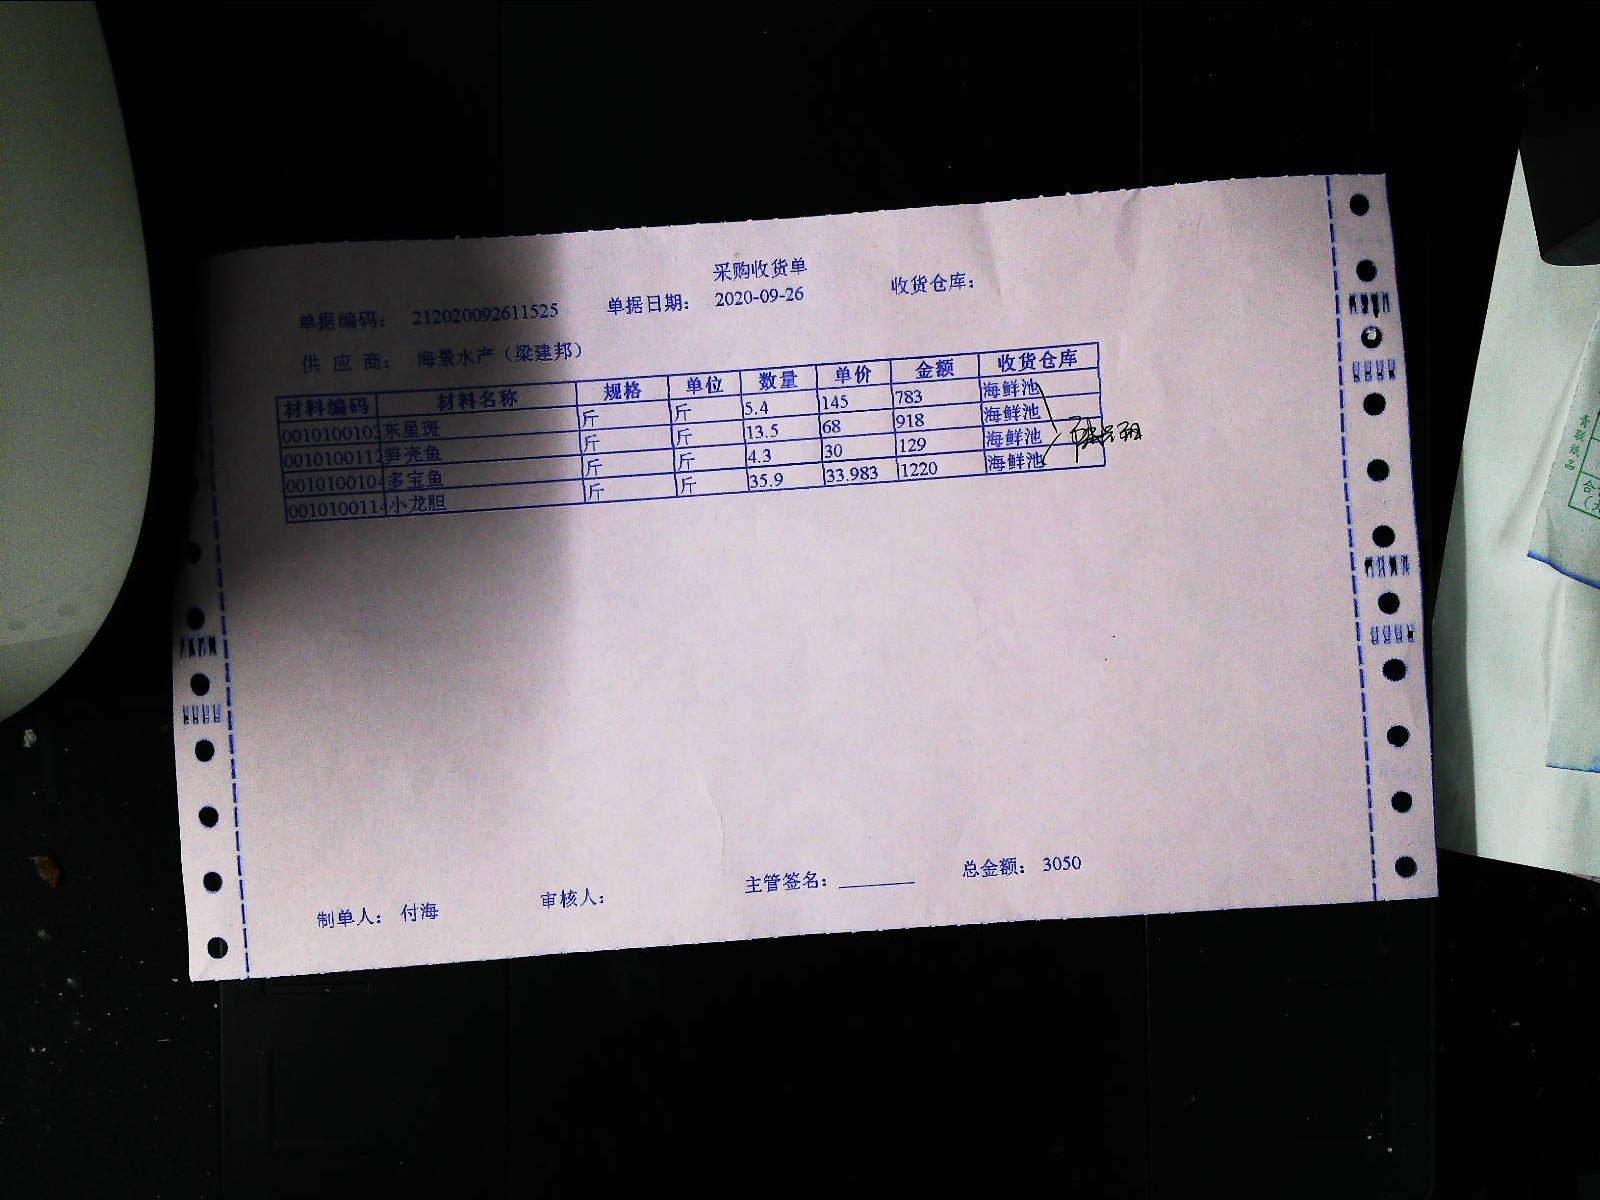 采购收货单
单据编码: 212020092611525 单据日期: 2020-09-26 收货仓库:
供 应 商: 海景水产(梁建邦)
材料编码 材料名称 规格 单位 数量 单价 金额 收货仓库
0010100103 东星斑 斤 斤 5.4 145 783 海鲜池
0010100112 笋壳鱼 斤 斤 13.5 68 918 海鲜池
0010100104 多宝鱼 斤 斤 4.3 30 129 海鲜池
0010100114 小龙胆 斤 斤 35.9 33.983 1220 海鲜池
制单人: 付海 审核人: 主管签名: 总金额: 3050